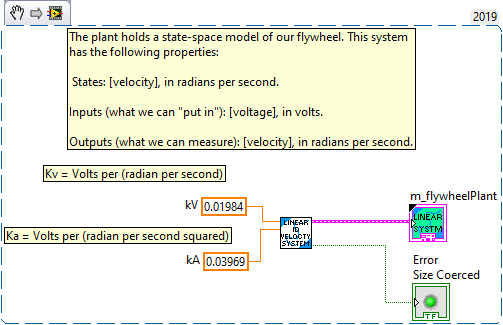 2019
The plant holds a state-space model of our flywheel. This system
has the following properties:
States: [velocity], in radians per second.
Inputs (what we can "put in"): [voltage], in volts.
Outputs (what we can measure): [velocity], in radians per second.
Kv = Volts per (radian per second)
m_flywheelPlant
kV 0.01984
LINEAR
ID
VELOCTY
SYSTEM
LINEAR
SYSTM
Ka = Volts per (radian per second squared)
kA 0.03969
Error
Size Coerced
TF